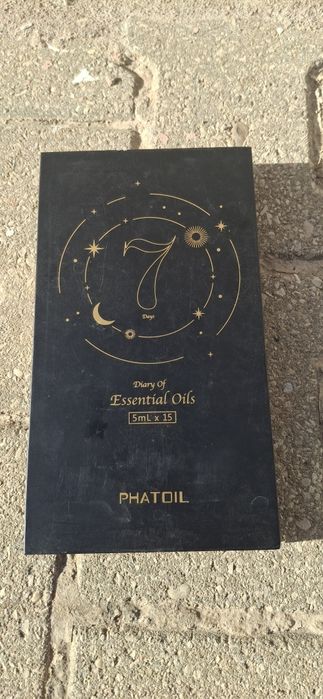 7
Days
Diary Of
Essential Oils
5mL x 15
PHATOIL